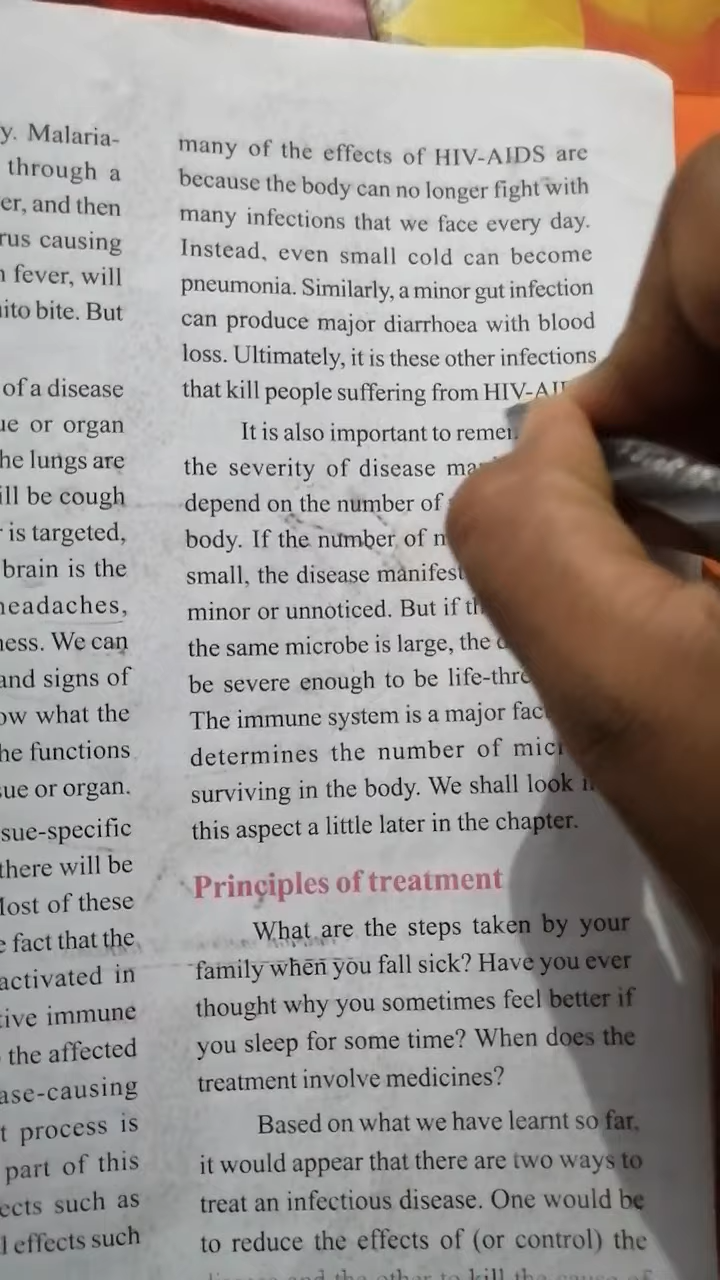 y. Malaria-
through a
er, and then
rus causing
fever, will
ito bite. But
of a disease
ue or organ
he lungs are
ill be cough
is targeted,
brain is the
headaches,
ness. We can
and signs of
ow what the
he functions
sue or organ.
sue-specific
there will be
Most of these
e fact that the
activated in
tive immune
the affected
ase-causing
t process is
part of this
ects such as
l effects such
many of the effects of HIV-AIDS are
because the body can no longer fight with
many infections that we face every day.
Instead, even small cold can become
pneumonia. Similarly, a minor gut infection
can produce major diarrhoea with blood
loss. Ultimately, it is these other infections
that kill people suffering from HIV-AI
It is also important to remem
the severity of disease ma
depend on the number of
body. If the number of
small, the disease manifest
minor or unnoticed. But if
the same microbe is large, the
be severe enough to be life-thre
The immune system is a major fac
determines the number of mic
surviving in the body. We shall look
this aspect a little later in the chapter.
Principles of treatment
What are the steps taken by your
family when you fall sick? Have you ever
thought why you sometimes feel better if
you sleep for some time? When does the
treatment involve medicines?
Based on what we have learnt so far,
it would appear that there are two ways to
treat an infectious disease. One would be
to reduce the effects of (or control) the
and the other to kill the cause of